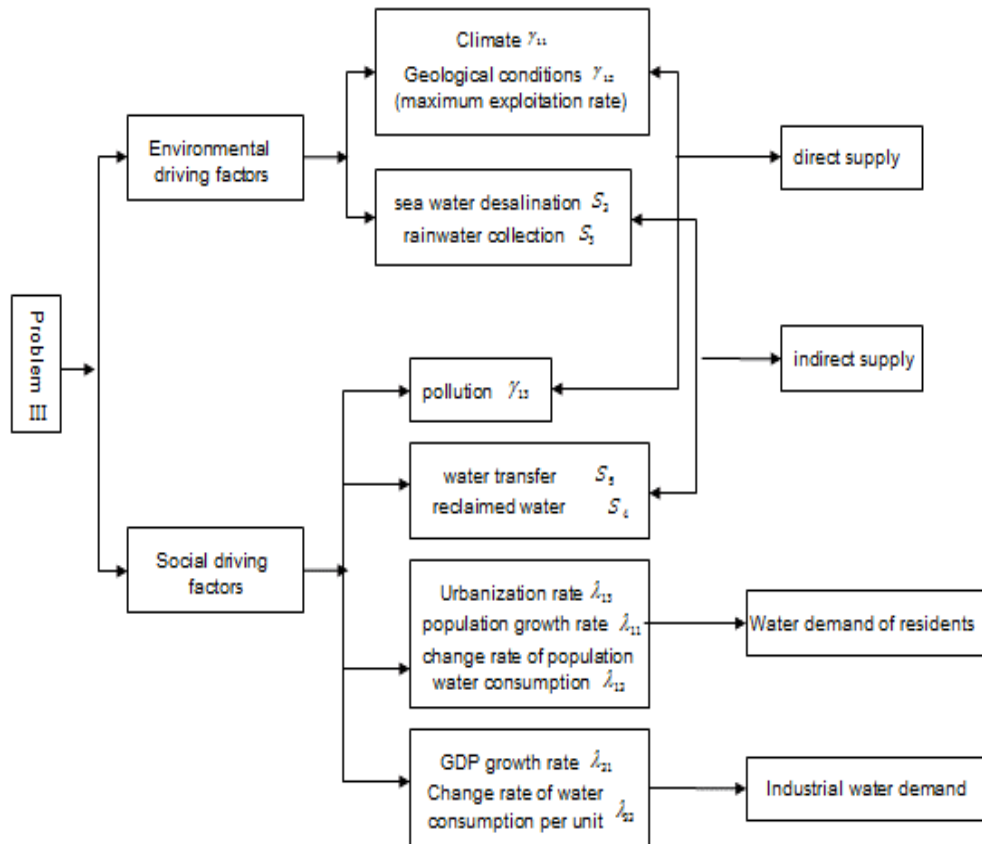 Climate γ₁₁
Geological conditions γ₁₂
(maximum exploitation rate)
Environmental
driving factors
direct supply
sea water desalination S₂
rainwater collection S₃
Problem III
indirect supply
pollution γ₁₃
water transfer S₅
reclaimed water S₄
Social driving
factors
Urbanization rate λ₁₃
population growth rate λ₁₁
change rate of population
water consumption λ₁₂
Water demand of residents
GDP growth rate λ₂₁
Change rate of water
consumption per unit λ₂₂
Industrial water demand